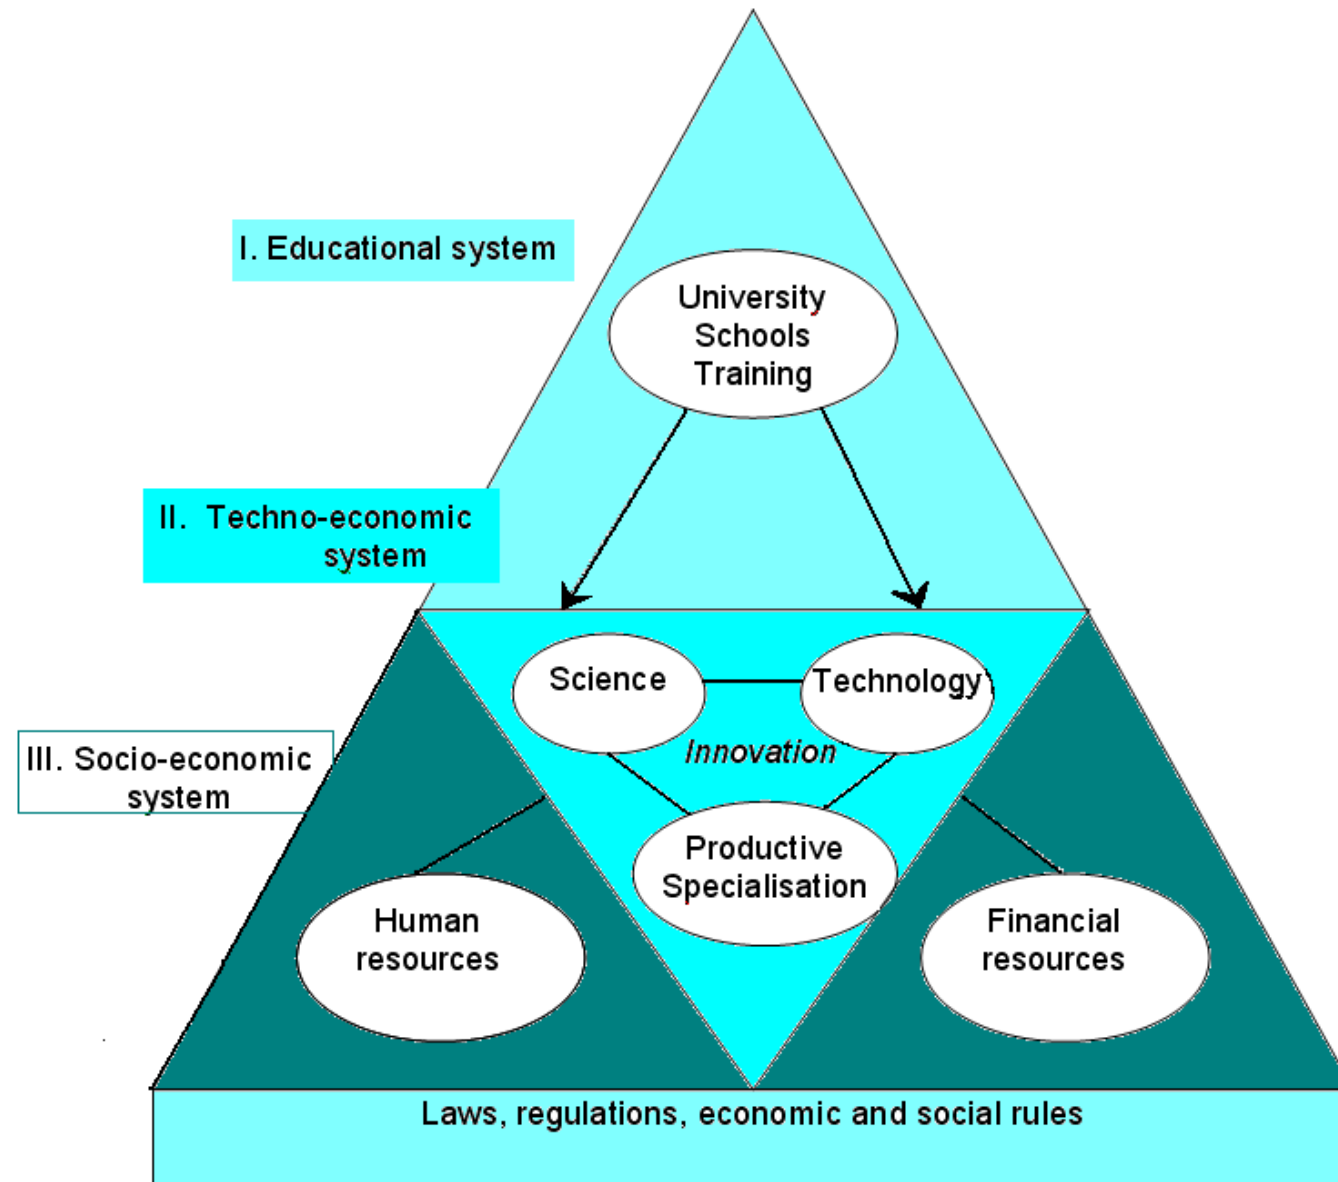 I. Educational system
University
Schools
Training
II. Techno-economic
system
Science
Technology
Innovation
III. Socio-economic
system
Productive
Specialisation
Human
resources
Financial
resources
Laws, regulations, economic and social rules